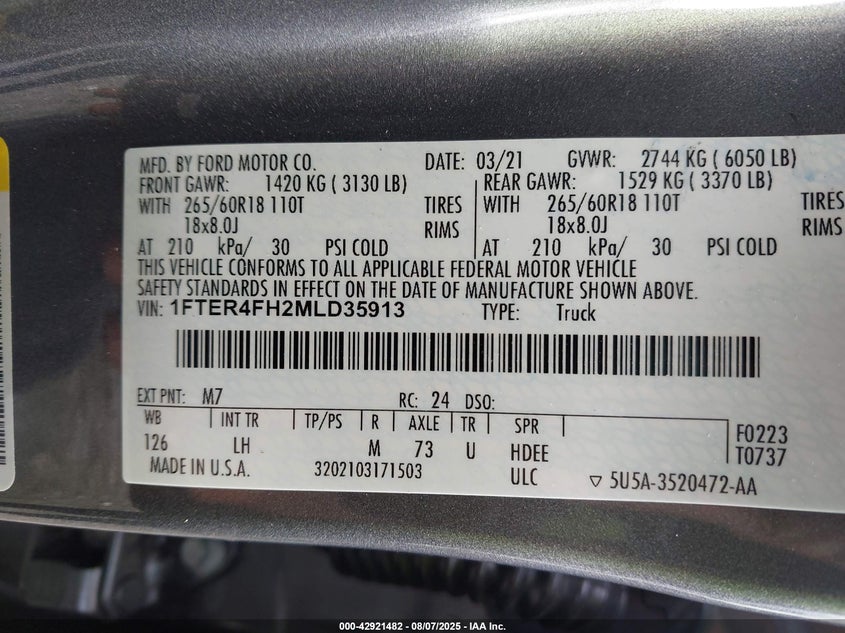 MFD. BY FORD MOTOR CO. DATE: 03/21 GVWR: 2744 KG ( 6050 LB)
FRONT GAWR: 1420 KG ( 3130 LB) REAR GAWR: 1529 KG ( 3370 LB)
WITH 265/60R18 110T TIRES WITH 265/60R18 110T TIRES
18x8.0J RIMS 18x8.0J RIMS
AT 210 kPa/ 30 PSI COLD AT 210 kPa/ 30 PSI COLD
THIS VEHICLE CONFORMS TO ALL APPLICABLE FEDERAL MOTOR VEHICLE
SAFETY STANDARDS IN EFFECT ON THE DATE OF MANUFACTURE SHOWN ABOVE.
VIN: 1FTER4FH2MLD35913 TYPE: Truck
EXT PNT: M7 RC: 24 DSO:
WB INT TR TP/PS R AXLE TR SPR
126 LH M 73 U HDEE F0223
MADE IN U.S.A. 3202103171503 ULC T0737
▽ 5U5A-3520472-AA
000-42921482 - 08/07/2025 - IAA Inc.